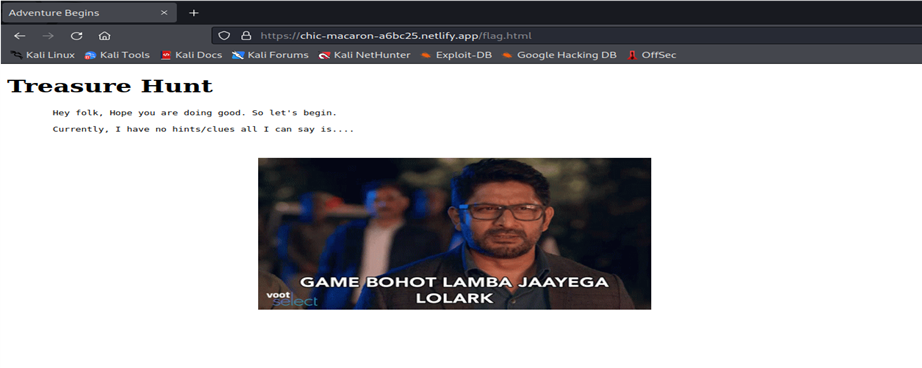 Adventure Begins
https://chic-macaron-a6bc25.netlify.app/flag.html
Kali Linux Kali Tools Kali Docs Kali Forums Kali NetHunter Exploit-DB Google Hacking DB OffSec
Treasure Hunt
Hey folk, Hope you are doing good. So let's begin.
Currently, I have no hints/clues all I can say is....
GAME BOHOT LAMBA JAAYEGA
LOLARK
voot
select